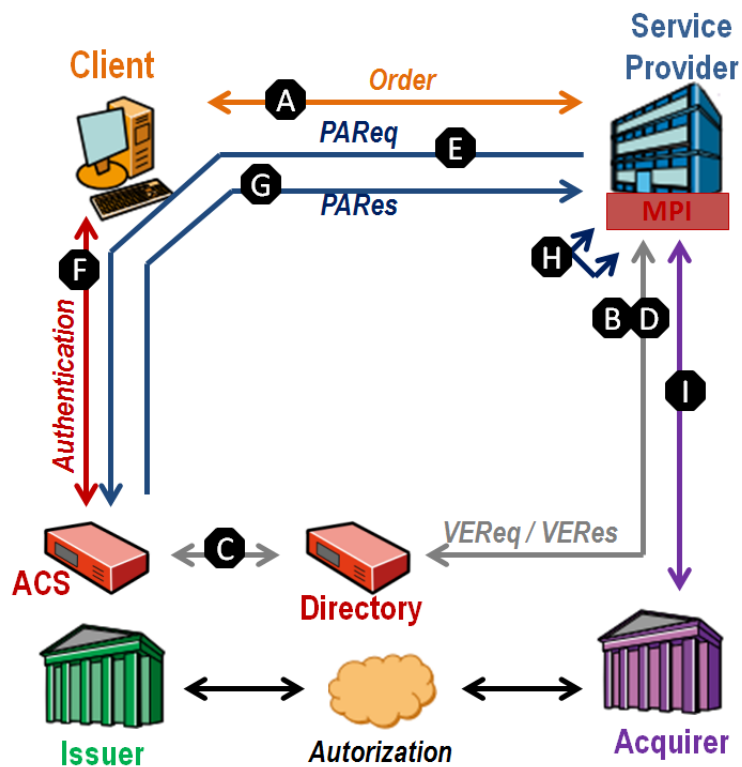 Client
Service
Provider
Order
A
PAReq
E
G
PARes
MPI
F
H
B D
Authentication
I
VEReq / VERes
C
ACS
Directory
Issuer
Autorization
Acquirer